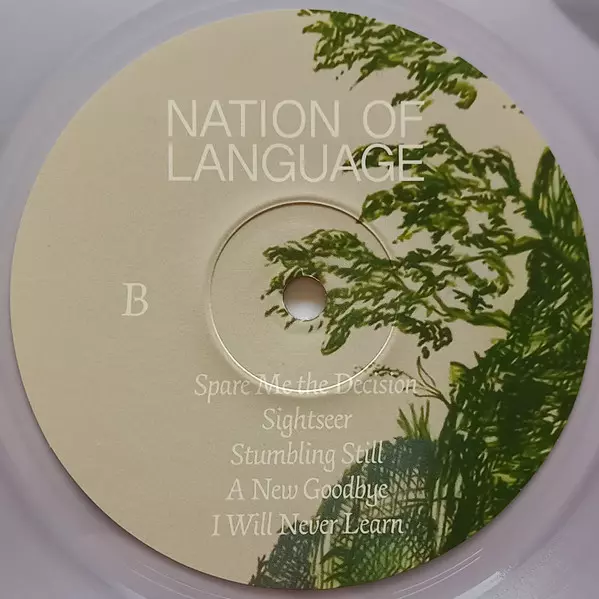 NATION OF
LANGUAGE
B
Spare Me the Decision
Sightseer
Stumbling Still
A New Goodbye
I Will Never Learn